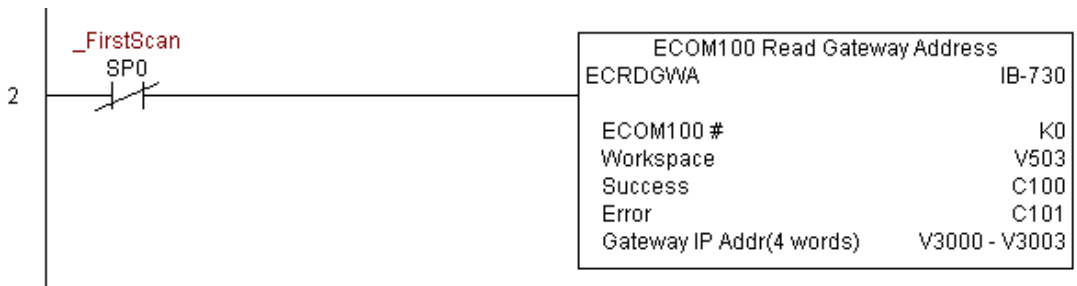 _FirstScan
SP0
2
ECOM100 Read Gateway Address
ECRDGWA IB-730
ECOM100 # K0
Workspace V503
Success C100
Error C101
Gateway IP Addr(4 words) V3000 - V3003